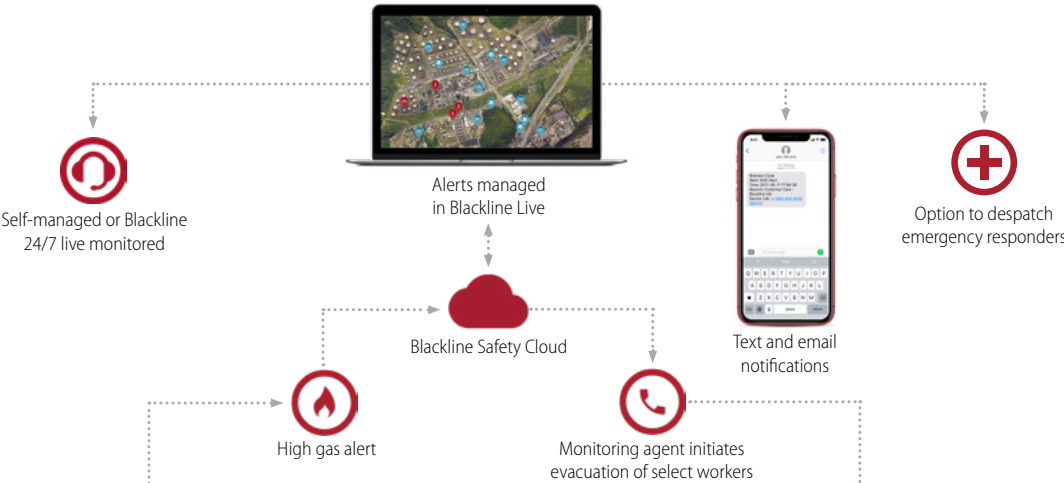 Alerts managed
in Blackline Live
Self-managed or Blackline
24/7 live monitored
Option to despatch
emergency responders
Blackline Safety Cloud
Text and email
notifications
High gas alert
Monitoring agent initiates
evacuation of select workers
Q W E R T Y U I O P
A S D F G H J K L
Z X C V B N M